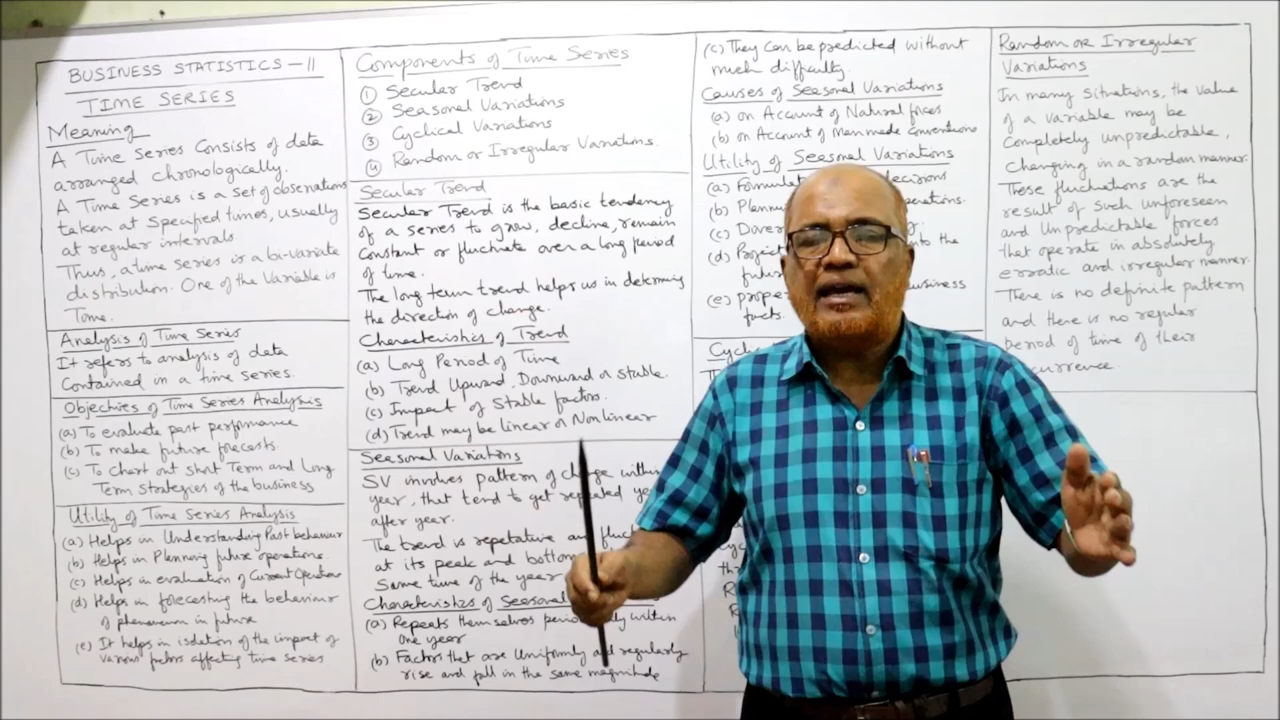 BUSINESS STATISTICS - II
TIME SERIES
Meaning
A Time Series Consists of data
arranged chronologically.
A Time Series is a set of observations
taken at Specified times, usually
at regular intervals
Thus, a time series is a bi-variate
distribution. One of the Variable is
Time.
Analysis of Time Series
It refers to analysis of data
Contained in a time series.
Objectives of Time Series Analysis
(a) To evaluate past performance
(b) To make future forecasts
(c) To chart out short Term and Long
Term Strategies of the business
Utility of Time Series Analysis
(a) Helps in Understanding Past behaviour
(b) Helps in Planning future operations
(c) Helps in evaluation of Current Operations
(d) Helps in forecasting the behaviour
of phenomenon in future
(e) It helps in isolation of the impact of
various factors affecting time series
Components of Time Series
① Secular Trend
② Seasonal Variations
③ Cyclical Variations
④ Random or Irregular Variations.
Secular Trend
Secular Trend is the basic tendency
of a series to grow, decline, remain
Constant or fluctuate over a long period
of time.
The long term trend helps us in determing
the direction of change.
Characteristics of Trend
(a) Long Period of Time
(b) Trend Upward, Downward or Stable.
(c) Impact of Stable factors.
(d) Trend may be linear or Nonlinear
Seasonal Variations
SV involves pattern of change within
year, that tend to get repeated
after year.
The trend is repetative and
at its peak and bottom
Same time of the year
Characteristics of Seasonal
(a) Repeats themselves within
one year
(b) Factors that are Uniformly and regularly
rise and fall in the same magnitude
(c) They can be predicted without
much difficulty
Causes of Seasonal Variations
(a) on Account of Natural forces
(b) on Account of Man made Conventions
Utility of Seasonal Variations
(a) decisions
(b)
(c)
(d) the
(e) business
facts.
Random or Irregular
Variations
In many Situations, the value
of a variable may be
Completely unpredictable,
Changing in a random manner.
These fluctuations are the
result of Such unforeseen
and Unpredictable forces
that operate in absolutely
erradic and irregular manner.
There is no definite pattern
and there is no regular
period of time of their